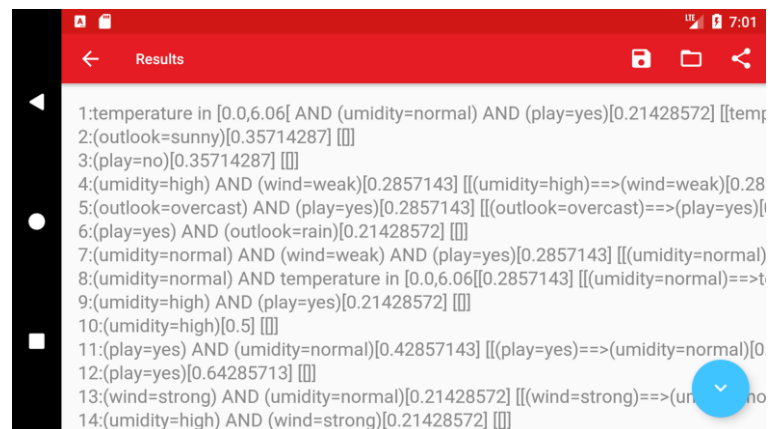 LTE 7:01
Results
1:temperature in [0.0,6.06[ AND (umidity=normal) AND (play=yes)[0.21428572] [[temp
2:(outlook=sunny)[0.35714287] [[]]
3:(play=no)[0.35714287] [[]]
4:(umidity=high) AND (wind=weak)[0.2857143] [[(umidity=high)==>(wind=weak)[0.28
5:(outlook=overcast) AND (play=yes)[0.2857143] [[(outlook=overcast)==>(play=yes)[
6:(play=yes) AND (outlook=rain)[0.21428572] [[]]
7:(umidity=normal) AND (wind=weak) AND (play=yes)[0.2857143] [[(umidity=normal)
8:(umidity=normal) AND temperature in [0.0,6.06[[0.2857143] [[(umidity=normal)==>t
9:(umidity=high) AND (play=yes)[0.21428572] [[]]
10:(umidity=high)[0.5] [[]]
11:(play=yes) AND (umidity=normal)[0.42857143] [[(play=yes)==>(umidity=normal)[0.
12:(play=yes)[0.64285713] [[]]
13:(wind=strong) AND (umidity=normal)[0.21428572] [[(wind=strong)==>(um no
14:(umidity=high) AND (wind=strong)[0.21428572] [[]]